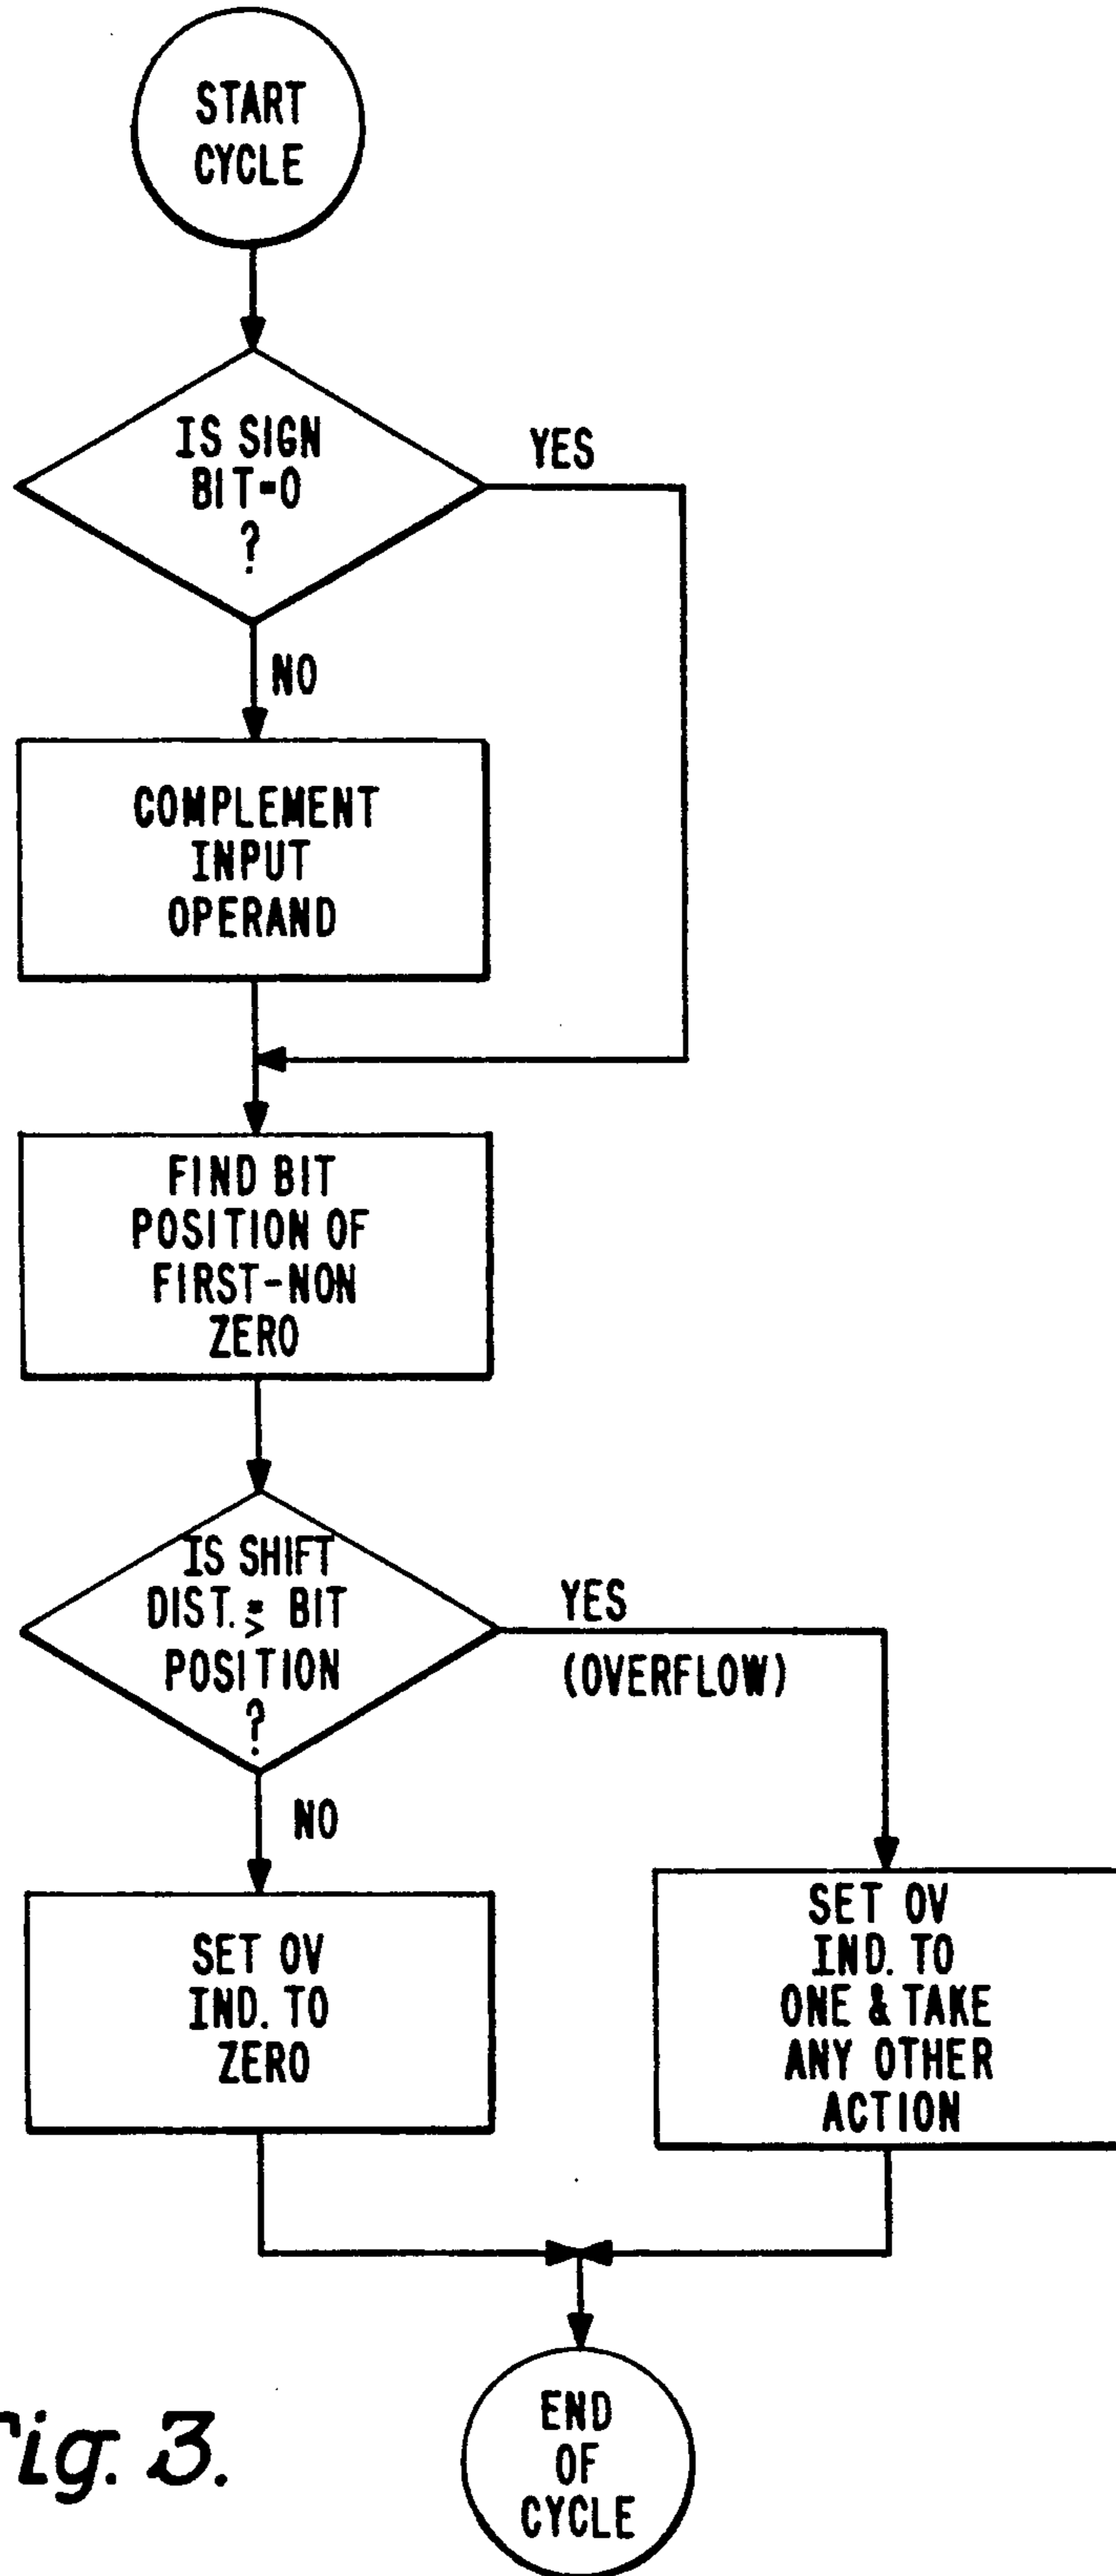 START
CYCLE
IS SIGN
BIT=0
?
YES
NO
COMPLEMENT
INPUT
OPERAND
FIND BIT
POSITION OF
FIRST-NON
ZERO
IS SHIFT
DIST. ≥ BIT
POSITION
?
YES
(OVERFLOW)
NO
SET OV
IND. TO
ZERO
SET OV
IND. TO
ONE & TAKE
ANY OTHER
ACTION
END
OF
CYCLE
Fig. 3.